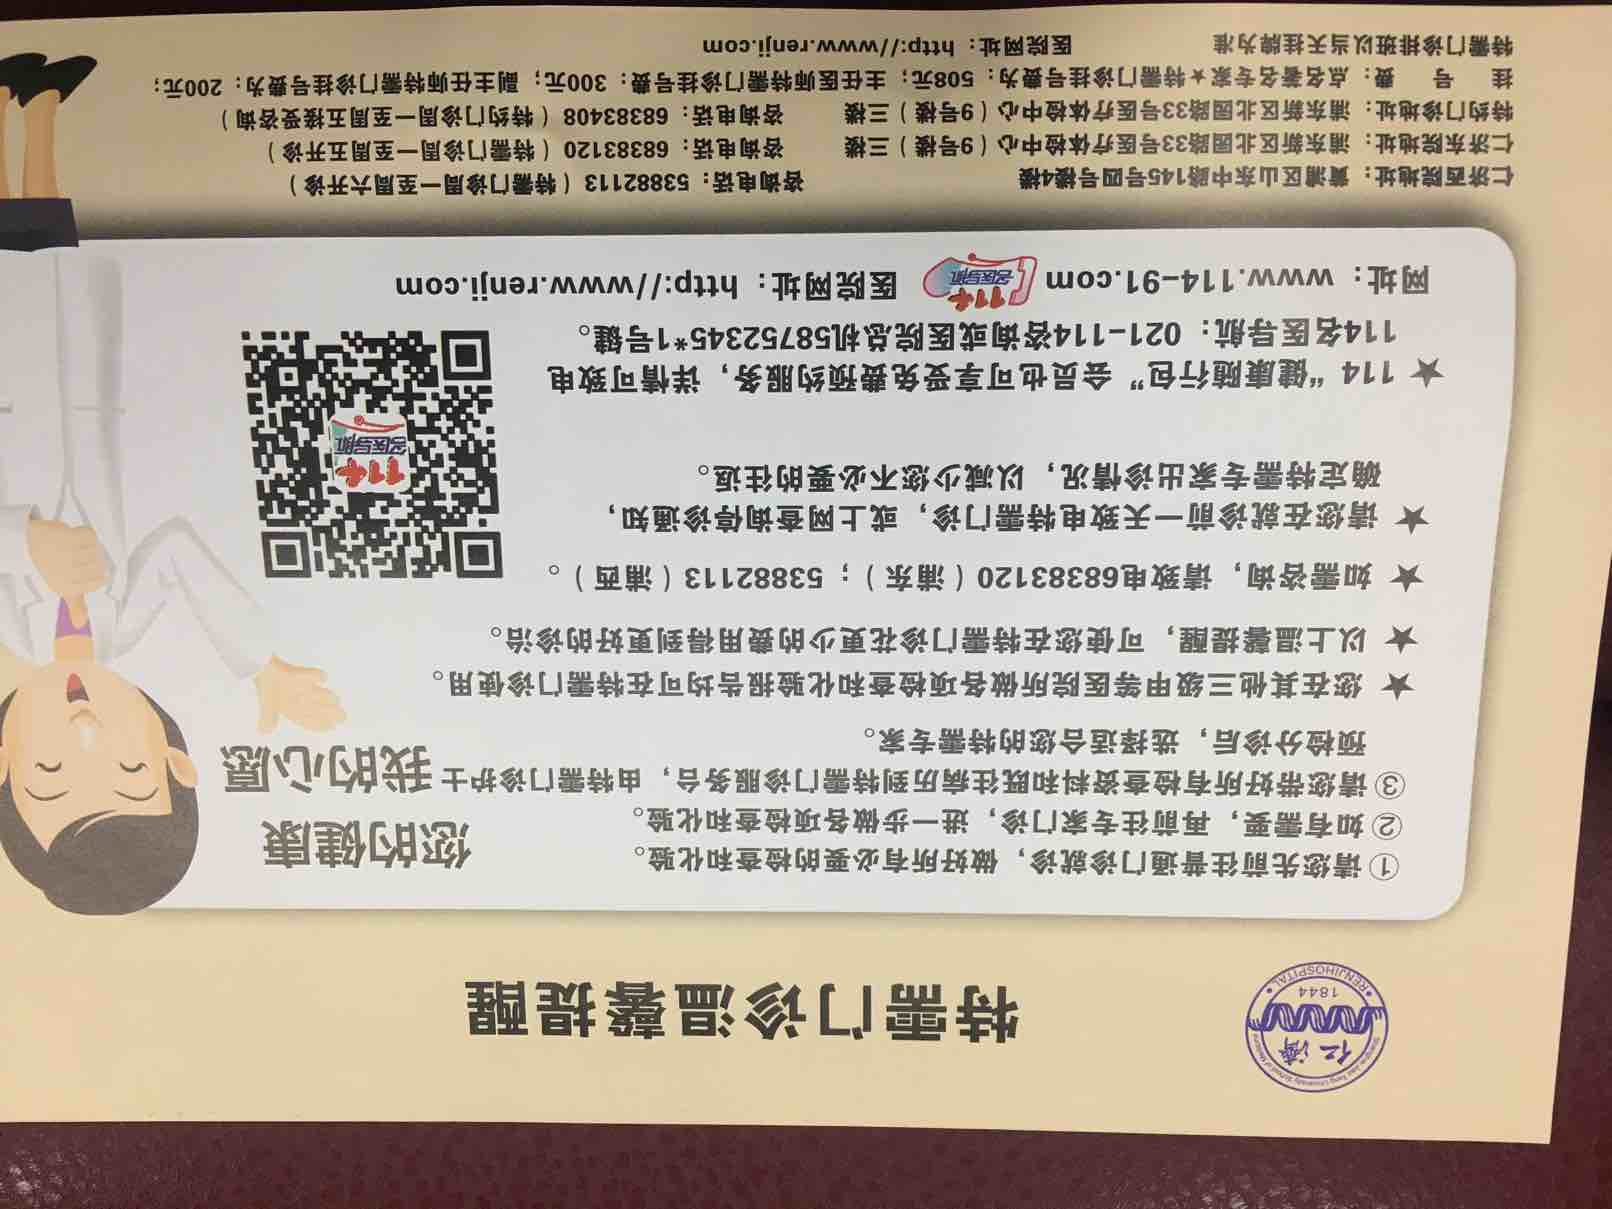 仁济
1844
RENJIHOSPITAL
Shanghai Jiao Tong University School of Medicine
特需门诊温馨提醒
①请您先前往普通门诊就诊，做好所有必要的检查和化验。
②如有需要，再前往专家门诊，进一步做各项检查和化验。
③请您带好所有检查资料和既往病历到特需门诊服务台，由特需门诊护士
预检分诊后，选择适合您的特需专家。
您的健康
我的心愿
★ 您在其他三级甲等医院所做各项检查和化验报告均可在特需门诊使用。
★ 以上温馨提醒，可使您在特需门诊花更少的费用得到更好的诊治。
★ 如需咨询，请致电68383120（浦东）；53882113（浦西）。
★ 请您在就诊前一天致电特需门诊，或上网查询停诊通知，
确定特需专家出诊情况，以减少您不必要的往返。
114名医导航
★ 114“健康随行包”会员也可享受免费预约服务，详情可致电
114名医导航：021-114咨询或医院总机58752345*1号键。
网址：www.114-91.com 114名医导航 医院网址：http://www.renji.com
仁济西院地址：黄浦区山东中路145号四号楼4楼 咨询电话：53882113（特需门诊周一至周六开诊）
仁济东院地址：浦东新区北园路33号医疗体检中心（9号楼）三楼 咨询电话：68383120（特需门诊周一至周五开诊）
特约门诊地址：浦东新区北园路33号医疗体检中心（9号楼）三楼 咨询电话：68383408（特约门诊周一至周五接受咨询）
挂 号 费：点名著名专家★特需门诊挂号费为：508元；主任医师特需门诊挂号费：300元；副主任师特需门诊挂号费为：200元；
特需门诊排班以当天挂牌为准 医院网址：http://www.renji.com